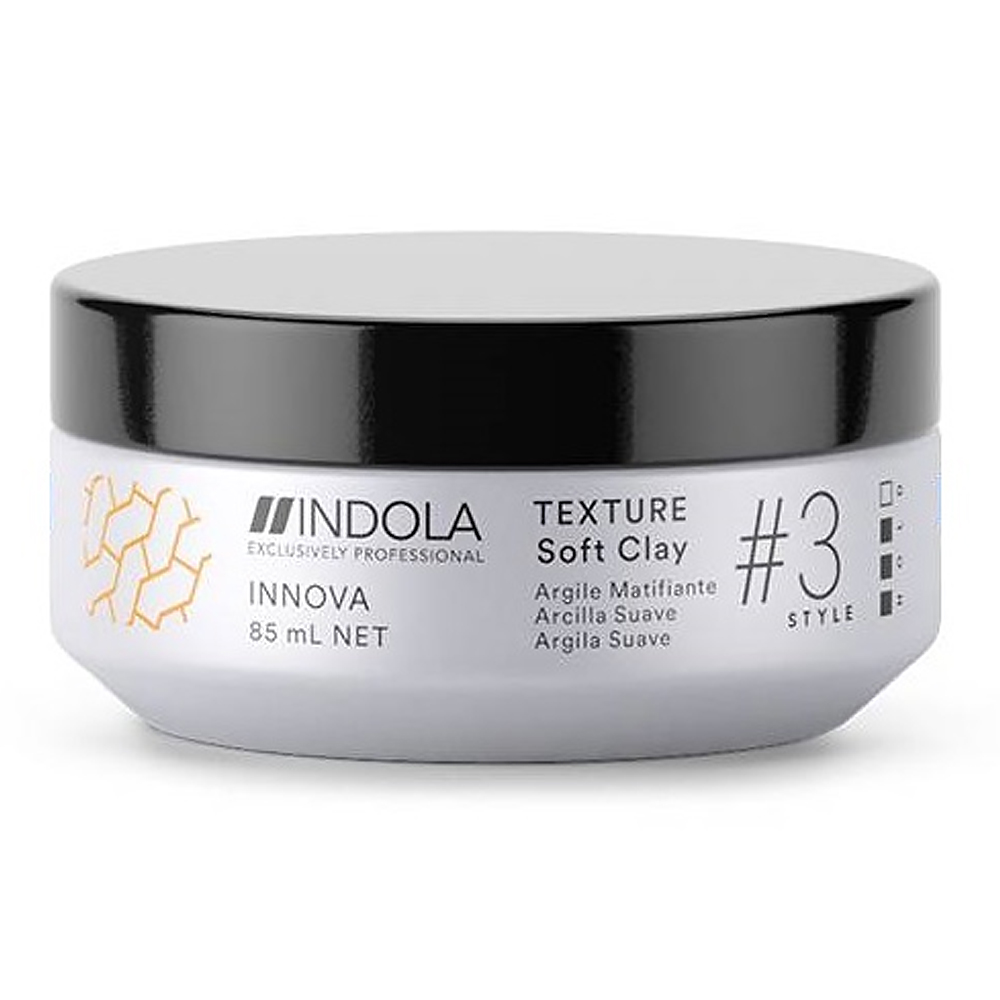 INDOLA
EXCLUSIVELY PROFESSIONAL
INNOVA
85 mL NET
TEXTURE
Soft Clay
Argile Matifiante
Arcilla Suave
Argila Suave
#3
STYLE